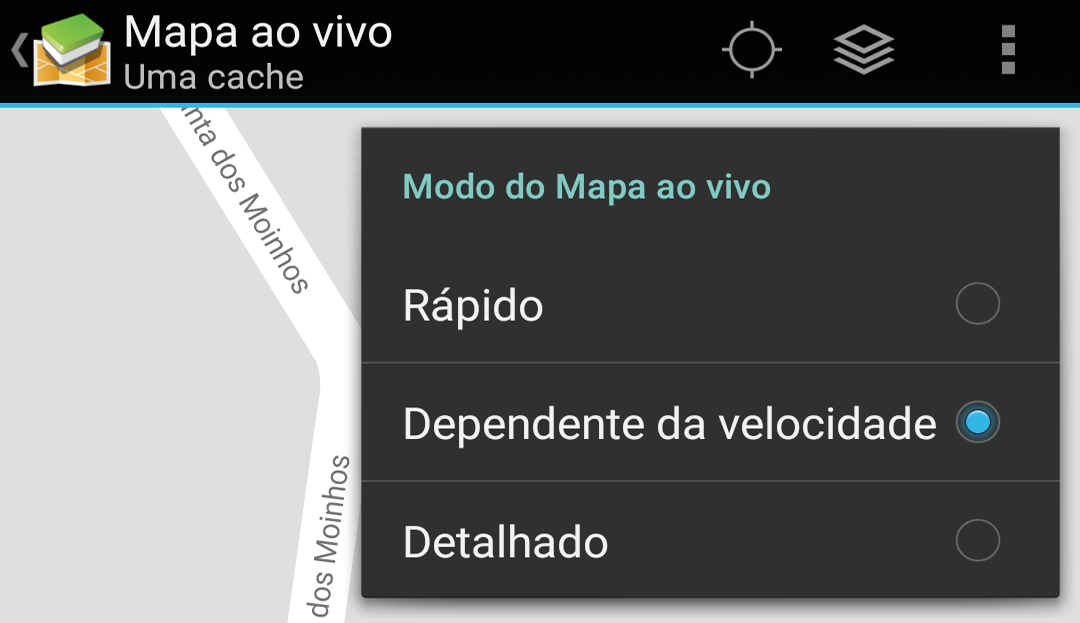 Mapa ao vivo
Uma cache
nta dos Moinhos
Modo do Mapa ao vivo
Rápido
Dependente da velocidade
Detalhado
dos Moinhos